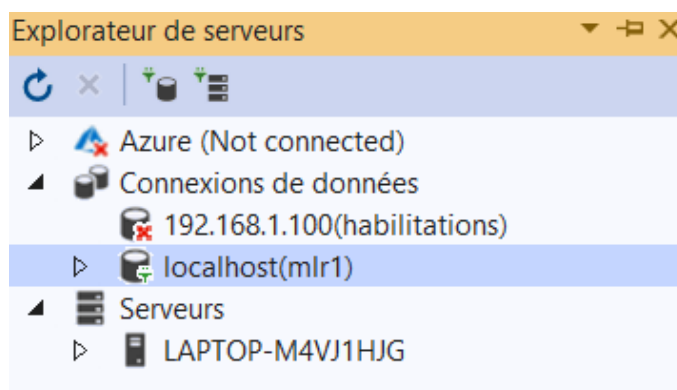 Explorateur de serveurs
Azure (Not connected)
Connexions de données
192.168.1.100(habilitations)
localhost(mlr1)
Serveurs
LAPTOP-M4VJ1HJG